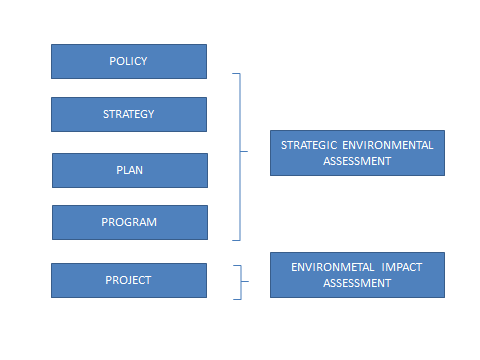 POLICY
STRATEGY
STRATEGIC ENVIRONMENTAL
ASSESSMENT
PLAN
PROGRAM
PROJECT
ENVIRONMETAL IMPACT
ASSESSMENT